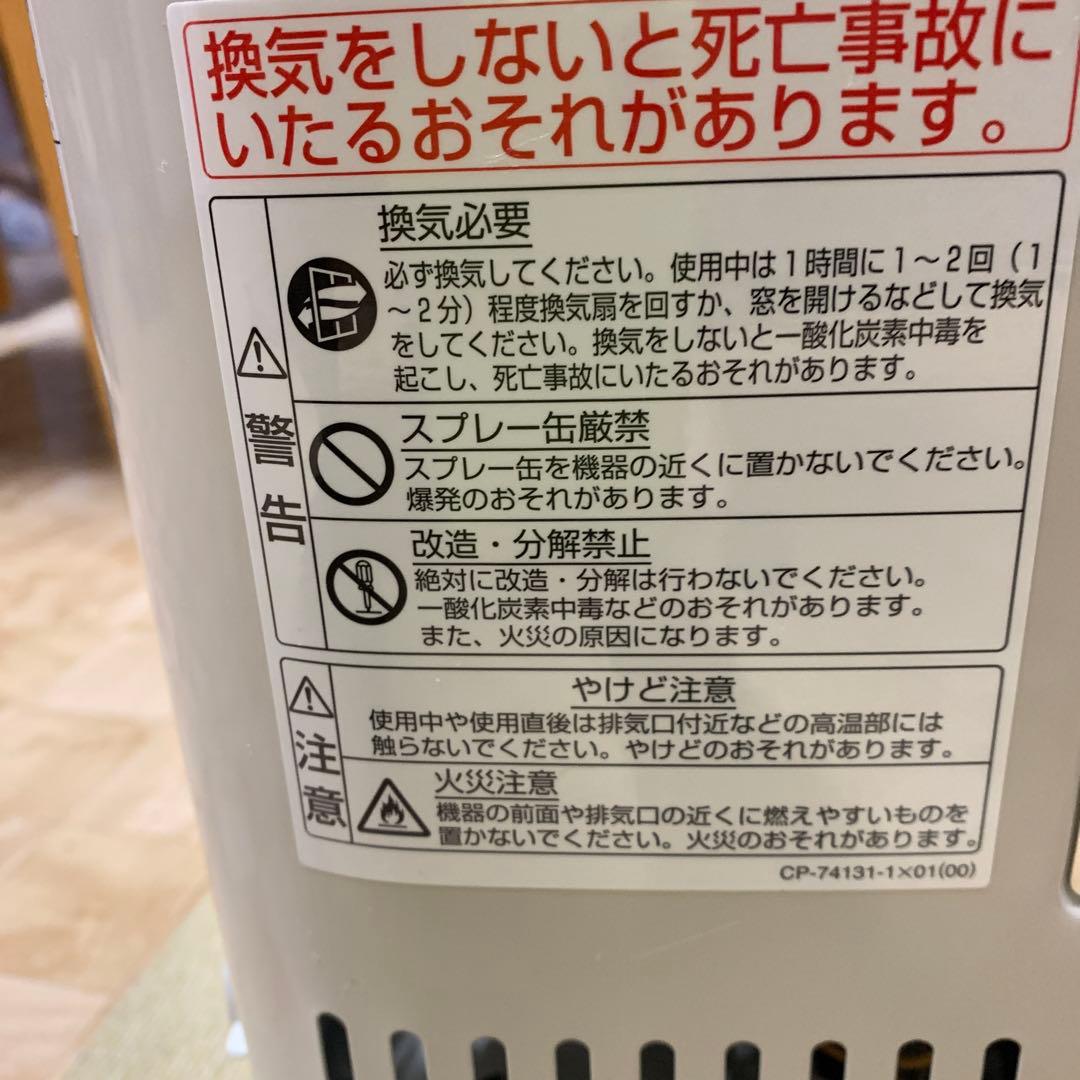 換気をしないと死亡事故に
いたるおそれがあります。
警告
換気必要
必ず換気してください。使用中は1時間に1～2回（1
～2分）程度換気扇を回すか、窓を開けるなどして換気
をしてください。換気をしないと一酸化炭素中毒を
起こし、死亡事故にいたるおそれがあります。
スプレー缶厳禁
スプレー缶を機器の近くに置かないでください。
爆発のおそれがあります。
改造・分解禁止
絶対に改造・分解は行わないでください。
一酸化炭素中毒などのおそれがあります。
また、火災の原因になります。
注意
やけど注意
使用中や使用直後は排気口付近などの高温部には
触らないでください。やけどのおそれがあります。
火災注意
機器の前面や排気口の近くに燃えやすいものを
置かないでください。火災のおそれがあります。
CP-74131-1×01(00)